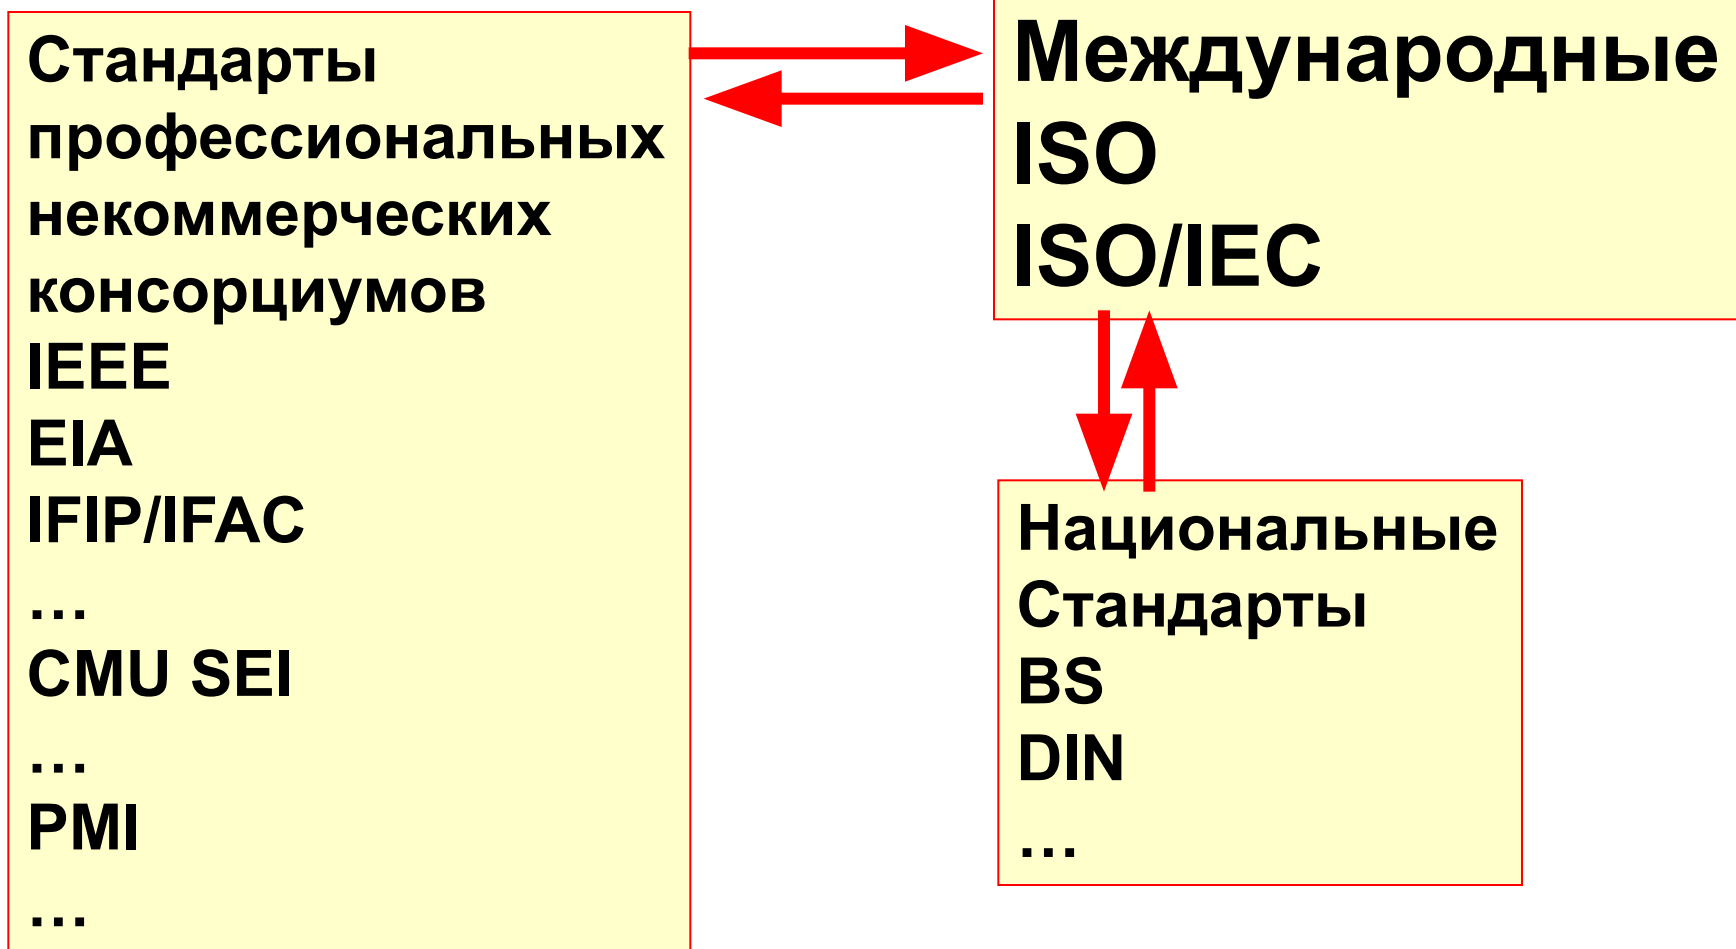 Стандарты
профессиональных
некоммерческих
консорциумов
IEEE
EIA
IFIP/IFAC
…
CMU SEI
…
PMI
…
Международные
ISO
ISO/IEC
Национальные
Стандарты
BS
DIN
…